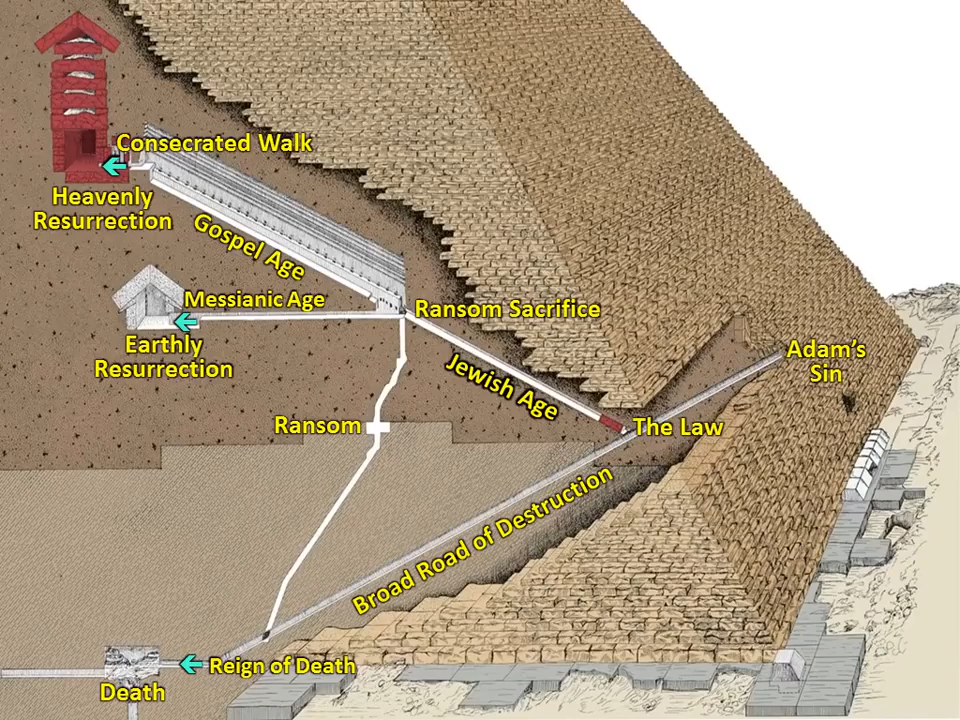 Consecrated Walk
Heavenly
Resurrection
Gospel Age
Messianic Age
Ransom Sacrifice
Earthly
Resurrection
Jewish Age
Adam's
Sin
Ransom
The Law
Broad Road of Destruction
Reign of Death
Death